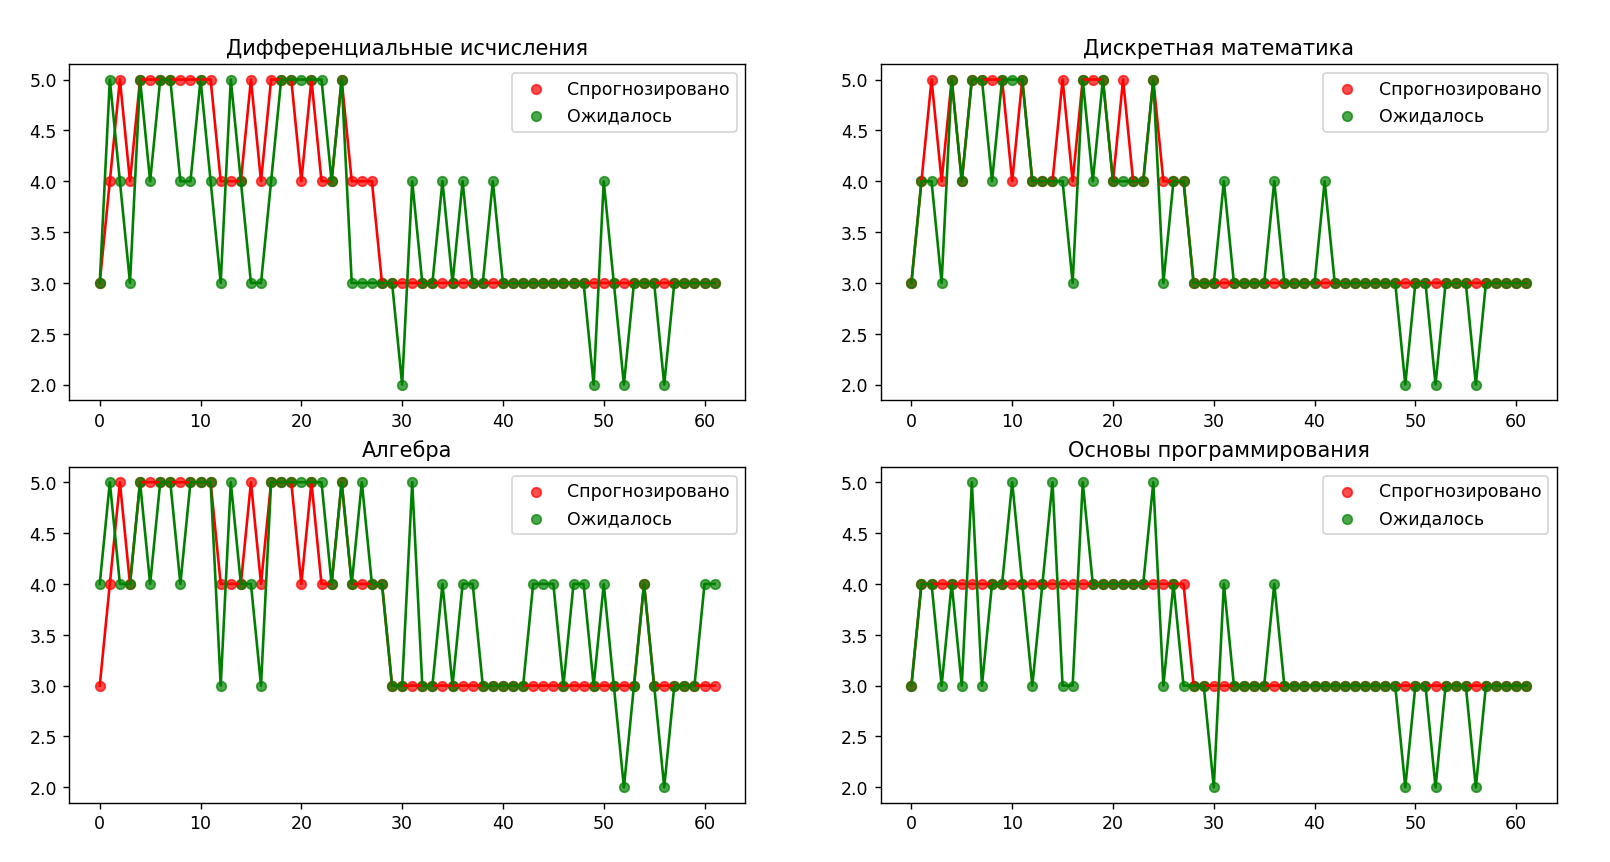 Дифференциальные исчисления
Спрогнозировано
Ожидалось
5.0
4.5
4.0
3.5
3.0
2.5
2.0
0 10 20 30 40 50 60
Дискретная математика
Спрогнозировано
Ожидалось
5.0
4.5
4.0
3.5
3.0
2.5
2.0
0 10 20 30 40 50 60
Алгебра
Спрогнозировано
Ожидалось
5.0
4.5
4.0
3.5
3.0
2.5
2.0
0 10 20 30 40 50 60
Основы программирования
Спрогнозировано
Ожидалось
5.0
4.5
4.0
3.5
3.0
2.5
2.0
0 10 20 30 40 50 60